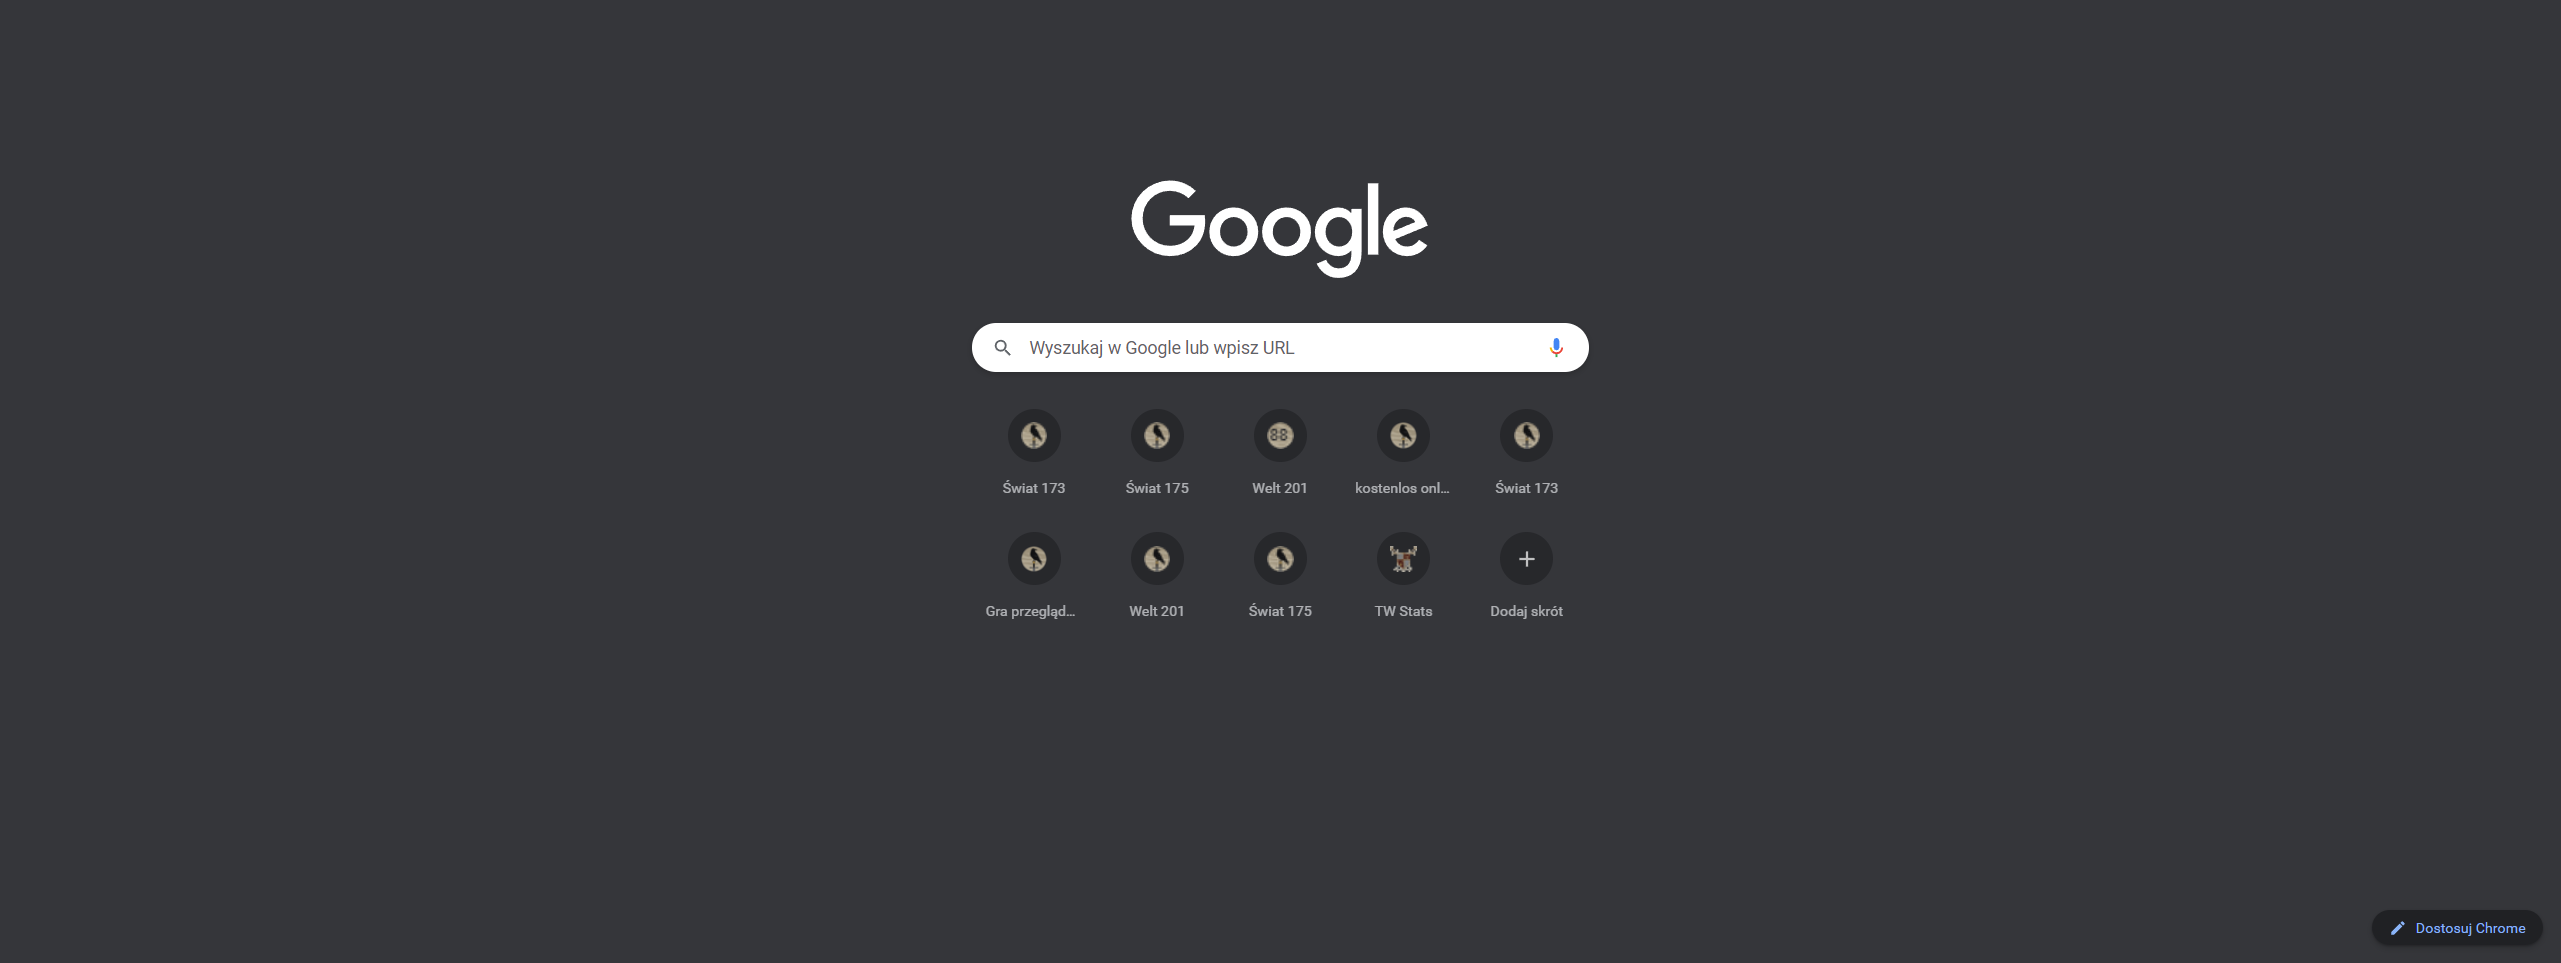 Google
Wyszukaj w Google lub wpisz URL
Świat 173
Świat 175
Welt 201
kostenlos onl...
Świat 173
Gra przegląd...
Welt 201
Świat 175
TW Stats
Dodaj skrót
Dostosuj Chrome